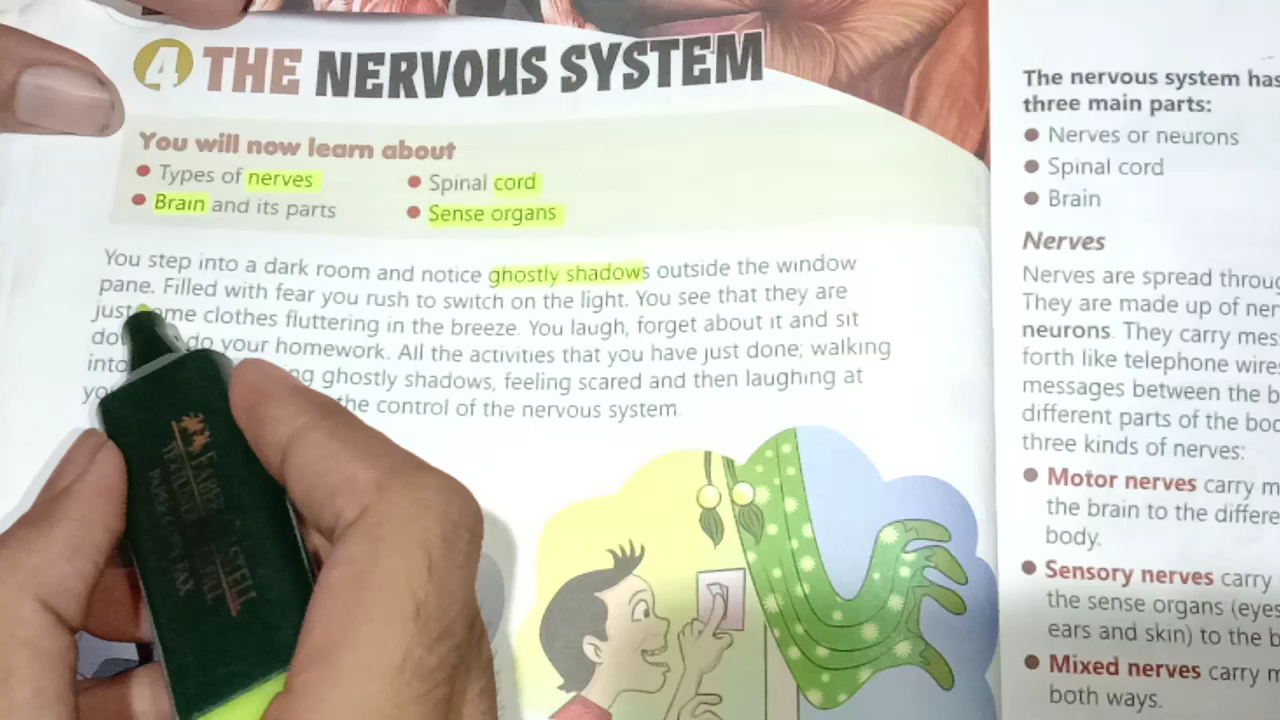 4 THE NERVOUS SYSTEM
You will now learn about
Types of nerves
Brain and its parts
Spinal cord
Sense organs
You step into a dark room and notice ghostly shadows outside the window
pane. Filled with fear you rush to switch on the light. You see that they are
just clothes fluttering in the breeze. You laugh, forget about it and sit
do your homework. All the activities that you have just done; walking
into ghostly shadows, feeling scared and then laughing at
the control of the nervous system.
The nervous system has
three main parts:
Nerves or neurons
Spinal cord
Brain
Nerves
Nerves are spread
They are made up of
neurons. They carry
forth like telephone
messages between the
different parts of the
three kinds of nerves:
Motor nerves carry
the brain to the
body.
Sensory nerves carry
the sense organs (eyes
ears and skin) to the
Mixed nerves carry
both ways.
FABER CASTELL